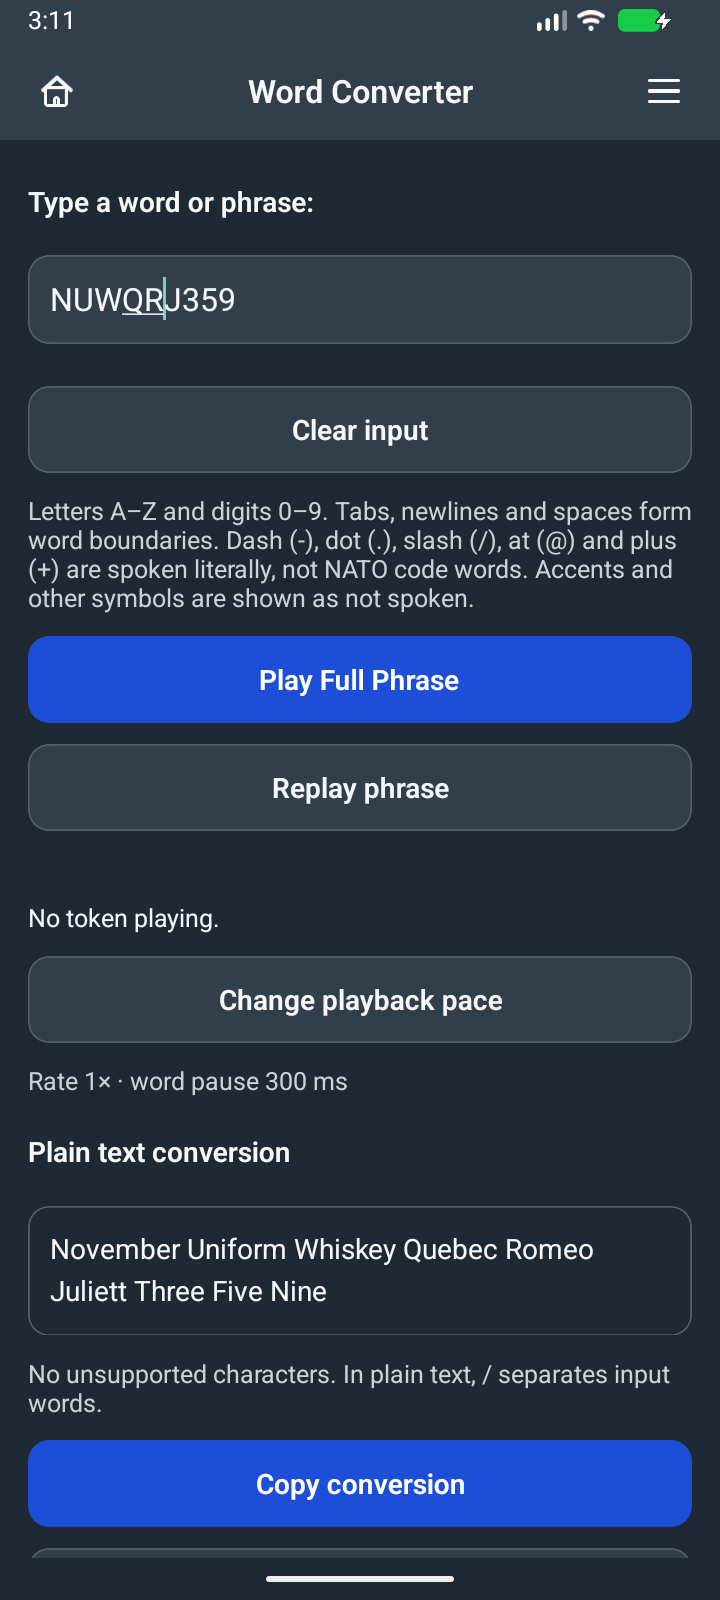 3:11
Word Converter
Type a word or phrase:
NUWQRJ359
Clear input
Letters A–Z and digits 0–9. Tabs, newlines and spaces form
word boundaries. Dash (-), dot (.), slash (/), at (@) and plus
(+) are spoken literally, not NATO code words. Accents and
other symbols are shown as not spoken.
Play Full Phrase
Replay phrase
No token playing.
Change playback pace
Rate 1× · word pause 300 ms
Plain text conversion
November Uniform Whiskey Quebec Romeo
Juliett Three Five Nine
No unsupported characters. In plain text, / separates input
words.
Copy conversion